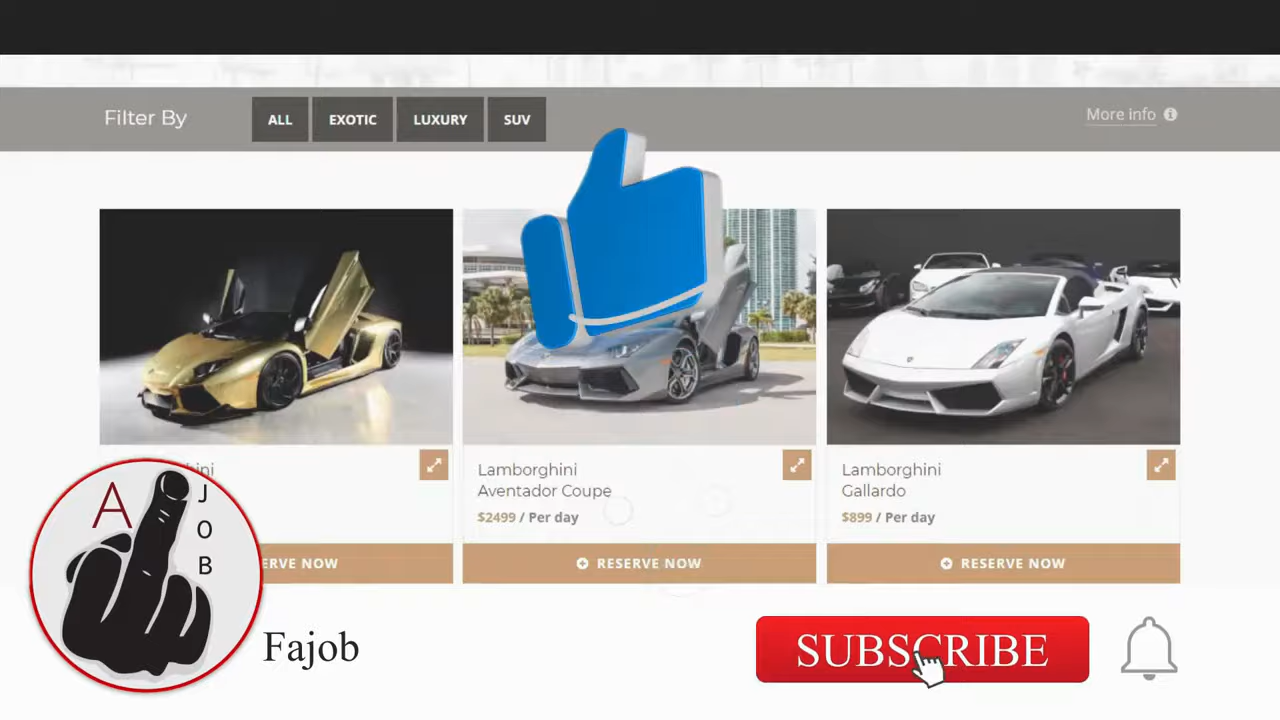 Filter By
ALL
EXOTIC
LUXURY
SUV
More info
Lamborghini
Aventador Coupe
$2499 / Per day
Lamborghini
Gallardo
$899 / Per day
RESERVE NOW
RESERVE NOW
A
J
O
B
Fajob
SUBSCRIBE